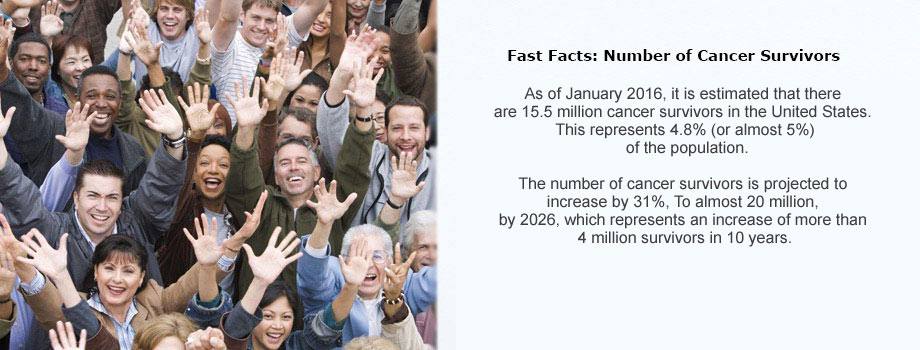 Fast Facts: Number of Cancer Survivors
As of January 2016, it is estimated that there
are 15.5 million cancer survivors in the United States.
This represents 4.8% (or almost 5%)
of the population.
The number of cancer survivors is projected to
increase by 31%, To almost 20 million,
by 2026, which represents an increase of more than
4 million survivors in 10 years.